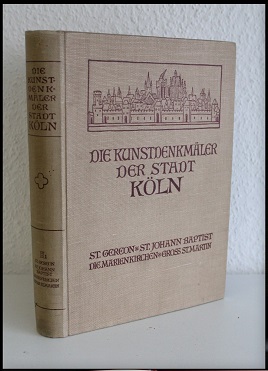 DIE
KUNST-
DENK-
MÄLER
DER
STADT
KÖLN
DIE KUNSTDENKMÄLER
DER STADT
KÖLN
ST. GEREON ST. JOHANN BAPTIST
DIE MARIENKIRCHEN GROSS ST. MARTIN